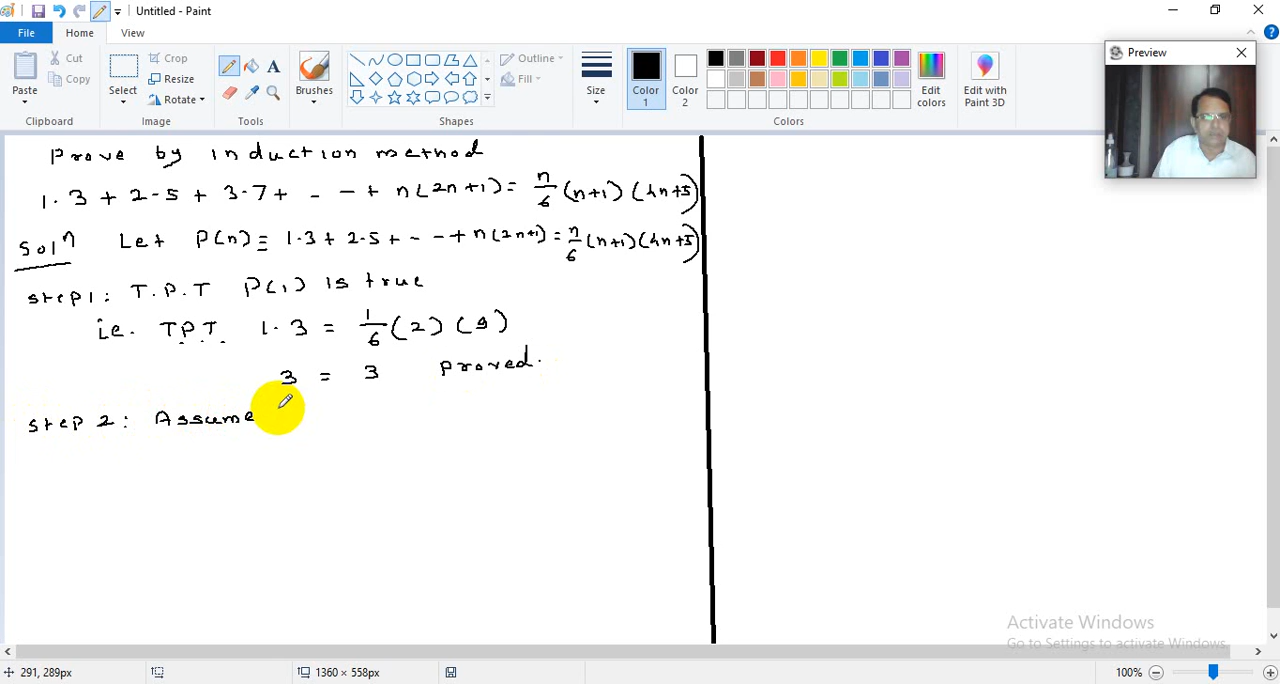 Untitled - Paint
File Home View
Paste Cut Copy Select Crop Resize Rotate Brushes Outline Fill Size Color 1 Color 2 Edit colors Edit with Paint 3D
Clipboard Image Tools Shapes Colors
Preview
Prove by induction method
1.3 + 2.5 + 3.7 + - - + n(2n+1) = n/6 (n+1) (4n+5)
Solⁿ Let P(n) ≡ 1.3 + 2.5 + - - + n(2n+1) = n/6 (n+1) (4n+5)
step1: T.P.T P(1) is true
i.e. T.P.T. 1.3 = 1/6 (2) (9)
3 = 3 proved.
step 2: Assume
Activate Windows
Go to Settings to activate Windows.
291, 289px 1360 × 558px 100%